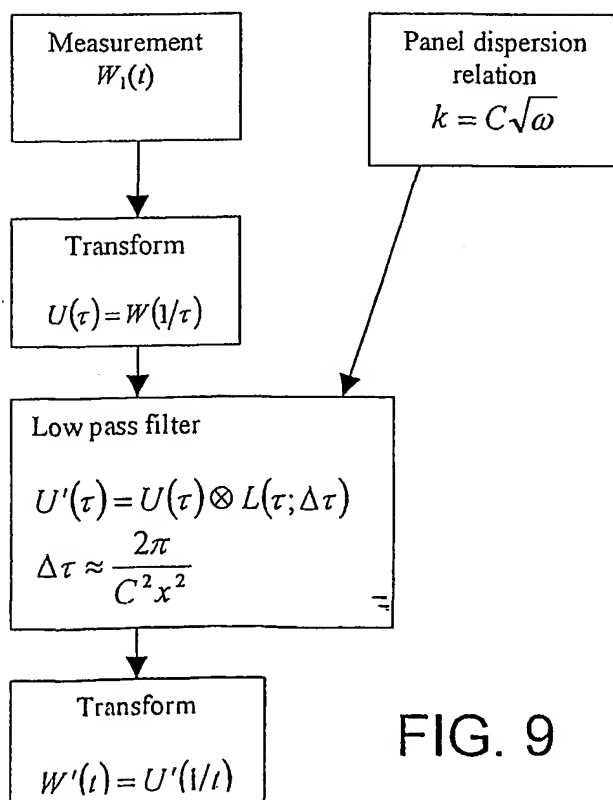 Measurement
W₁(t)
Panel dispersion
relation
k = C√ω
Transform
U(τ) = W(1/τ)
Low pass filter
U'(τ) = U(τ) ⊗ L(τ; Δτ)
Δτ ≈ 2π / C²x²
Transform
W'(t) = U'(1/t)
FIG. 9